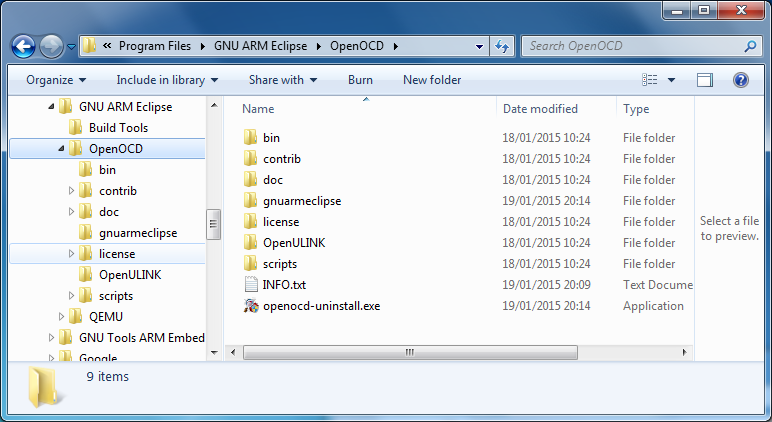 « Program Files ▸ GNU ARM Eclipse ▸ OpenOCD ▸ Search OpenOCD
Organize Include in library Share with Burn New folder
GNU ARM Eclipse
Build Tools
OpenOCD
bin
contrib
doc
gnuarmeclipse
license
OpenULINK
scripts
QEMU
GNU Tools ARM Embed
Google
Name Date modified Type
bin 18/01/2015 10:24 File folder
contrib 18/01/2015 10:24 File folder
doc 18/01/2015 10:24 File folder
gnuarmeclipse 19/01/2015 20:14 File folder
license 18/01/2015 10:24 File folder
OpenULINK 18/01/2015 10:24 File folder
scripts 18/01/2015 10:24 File folder
INFO.txt 19/01/2015 20:09 Text Docume
openocd-uninstall.exe 19/01/2015 20:14 Application
Select a file
to preview.
9 items